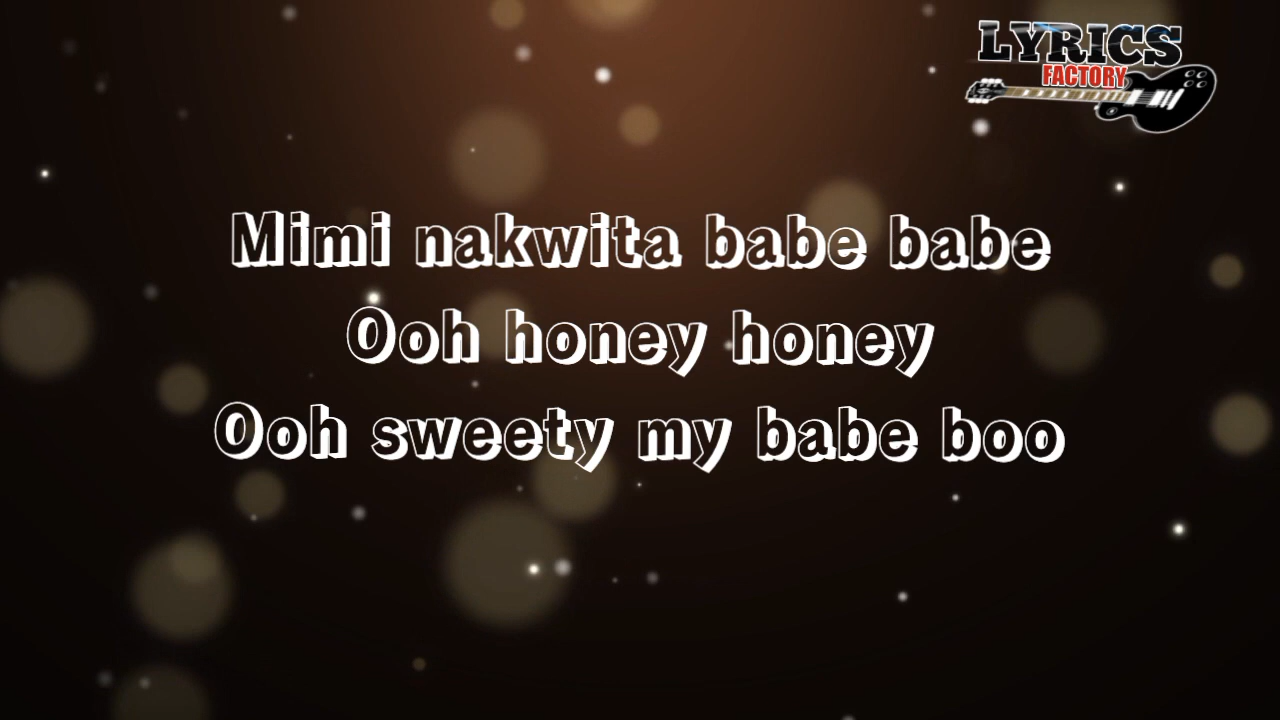 LYRICS
FACTORY
Mimi nakwita babe babe
Ooh honey honey
Ooh sweety my babe boo